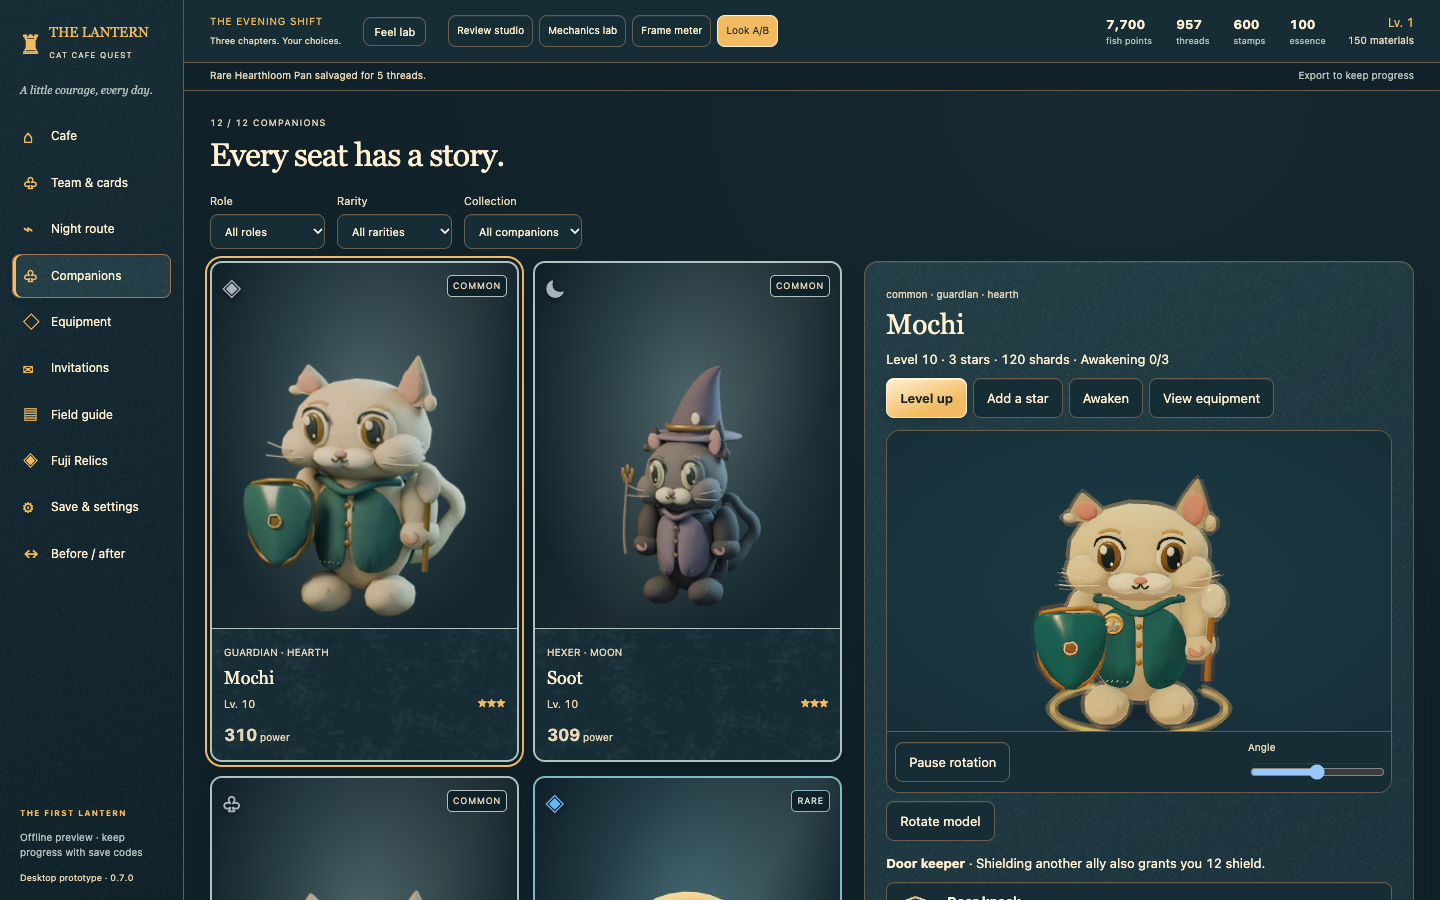 THE LANTERN
CAT CAFE QUEST
A little courage, every day.
Cafe
Team & cards
Night route
Companions
Equipment
Invitations
Field guide
Fuji Relics
Save & settings
Before / after
THE FIRST LANTERN
Offline preview · keep
progress with save codes
Desktop prototype · 0.7.0
THE EVENING SHIFT
Three chapters. Your choices.
Feel lab
Review studio
Mechanics lab
Frame meter
Look A/B
7,700
fish points
957
threads
600
stamps
100
essence
Lv. 1
150 materials
Rare Hearthloom Pan salvaged for 5 threads.
Export to keep progress
12 / 12 COMPANIONS
Every seat has a story.
Role
Rarity
Collection
All roles
All rarities
All companions
COMMON
GUARDIAN · HEARTH
Mochi
Lv. 10
310 power
COMMON
HEXER · MOON
Soot
Lv. 10
309 power
COMMON
RARE
common · guardian · hearth
Mochi
Level 10 · 3 stars · 120 shards · Awakening 0/3
Level up
Add a star
Awaken
View equipment
Pause rotation
Angle
Rotate model
Door keeper · Shielding another ally also grants you 12 shield.